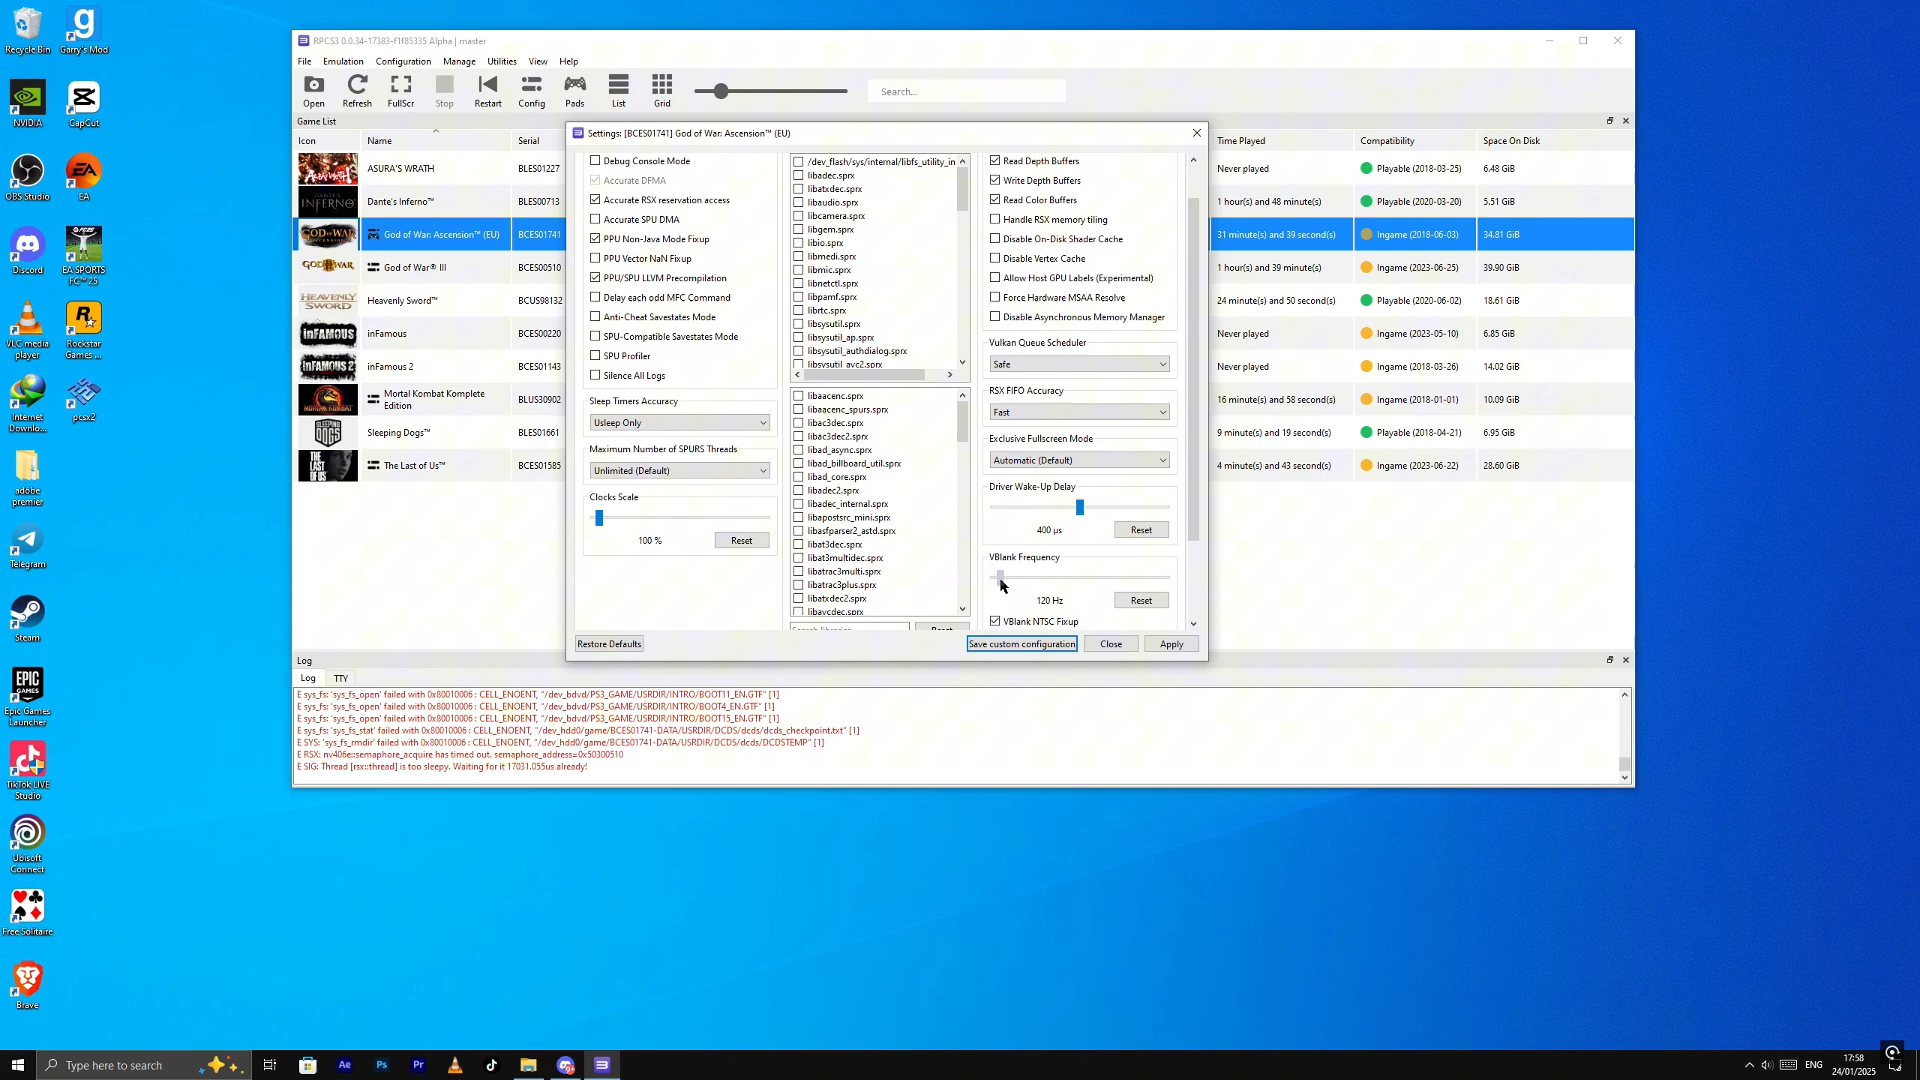 Recycle Bin
Garry's Mod
NVIDIA
CapCut
OBS Studio
EA
Discord
EA SPORTS
FC™ 25
VLC media
player
Rockstar
Games ...
Internet
Downlo...
pcsx2
adobe
premier
Telegram
Steam
Epic Games
Launcher
TikTok LIVE
Studio
Ubisoft
Connect
Free Solitaire
Brave
RPCS3 0.0.34-17383-f1f85335 Alpha | master
File
Emulation
Configuration
Manage
Utilities
View
Help
Open
Refresh
FullScr
Stop
Restart
Config
Pads
List
Grid
Search...
Game List
Icon
Name
Serial
Time Played
Compatibility
Space On Disk
ASURA'S WRATH
BLES01227
Never played
Playable (2018-03-25)
6.48 GiB
Dante's Inferno™
BLES00713
1 hour(s) and 48 minute(s)
Playable (2020-03-20)
5.51 GiB
God of War: Ascension™ (EU)
BCES01741
31 minute(s) and 39 second(s)
Ingame (2018-06-03)
34.81 GiB
God of War® III
BCES00510
1 hour(s) and 39 minute(s)
Ingame (2023-06-25)
39.90 GiB
Heavenly Sword™
BCUS98132
24 minute(s) and 50 second(s)
Playable (2020-06-02)
18.61 GiB
inFamous
BCES00220
Never played
Ingame (2023-05-10)
6.85 GiB
inFamous 2
BCES01143
Never played
Ingame (2018-03-26)
14.02 GiB
Mortal Kombat Komplete
Edition
BLUS30902
16 minute(s) and 58 second(s)
Ingame (2018-01-01)
10.09 GiB
Sleeping Dogs™
BLES01661
9 minute(s) and 19 second(s)
Playable (2018-04-21)
6.95 GiB
The Last of Us™
BCES01585
4 minute(s) and 43 second(s)
Ingame (2023-06-22)
28.60 GiB
Settings: [BCES01741] God of War: Ascension™ (EU)
Debug Console Mode
Accurate DFMA
Accurate RSX reservation access
Accurate SPU DMA
PPU Non-Java Mode Fixup
PPU Vector NaN Fixup
PPU/SPU LLVM Precompilation
Delay each odd MFC Command
Anti-Cheat Savestates Mode
SPU-Compatible Savestates Mode
SPU Profiler
Silence All Logs
Sleep Timers Accuracy
Usleep Only
Maximum Number of SPURS Threads
Unlimited (Default)
Clocks Scale
100 %
Reset
/dev_flash/sys/internal/libfs_utility_in
libadec.sprx
libatxdec.sprx
libaudio.sprx
libcamera.sprx
libgem.sprx
libio.sprx
libmedi.sprx
libmic.sprx
libnetctl.sprx
libpamf.sprx
librtc.sprx
libsysutil.sprx
libsysutil_ap.sprx
libsysutil_authdialog.sprx
libsysutil_avc2.sprx
libaacenc.sprx
libaacenc_spurs.sprx
libac3dec.sprx
libac3dec2.sprx
libad_async.sprx
libad_billboard_util.sprx
libad_core.sprx
libadec2.sprx
libadec_internal.sprx
libapostsrc_mini.sprx
libasfparser2_astd.sprx
libat3dec.sprx
libat3multidec.sprx
libatrac3multi.sprx
libatrac3plus.sprx
libatxdec2.sprx
libavcdec.sprx
Read Depth Buffers
Write Depth Buffers
Read Color Buffers
Handle RSX memory tiling
Disable On-Disk Shader Cache
Disable Vertex Cache
Allow Host GPU Labels (Experimental)
Force Hardware MSAA Resolve
Disable Asynchronous Memory Manager
Vulkan Queue Scheduler
Safe
RSX FIFO Accuracy
Fast
Exclusive Fullscreen Mode
Automatic (Default)
Driver Wake-Up Delay
400 µs
Reset
VBlank Frequency
120 Hz
Reset
VBlank NTSC Fixup
Restore Defaults
Save custom configuration
Close
Apply
Log
Log
TTY
E sys_fs: 'sys_fs_open' failed with 0x80010006 : CELL_ENOENT, "/dev_bdvd/PS3_GAME/USRDIR/INTRO/BOOT11_EN.GTF" [1]
E sys_fs: 'sys_fs_open' failed with 0x80010006 : CELL_ENOENT, "/dev_bdvd/PS3_GAME/USRDIR/INTRO/BOOT4_EN.GTF" [1]
E sys_fs: 'sys_fs_open' failed with 0x80010006 : CELL_ENOENT, "/dev_bdvd/PS3_GAME/USRDIR/INTRO/BOOT15_EN.GTF" [1]
E sys_fs: 'sys_fs_stat' failed with 0x80010006 : CELL_ENOENT, "/dev_hdd0/game/BCES01741-DATA/USRDIR/DCDS/dcds/dcds_checkpoint.txt" [1]
E SYS: 'sys_fs_rmdir' failed with 0x80010006 : CELL_ENOENT, "/dev_hdd0/game/BCES01741-DATA/USRDIR/DCDS/dcds/DCDSTEMP" [1]
E RSX: nv406e::semaphore_acquire has timed out. semaphore_address=0x50300510
E SIG: Thread [rsx::thread] is too sleepy. Waiting for it 17031.055us already!
Type here to search
ENG
17:58
24/01/2025